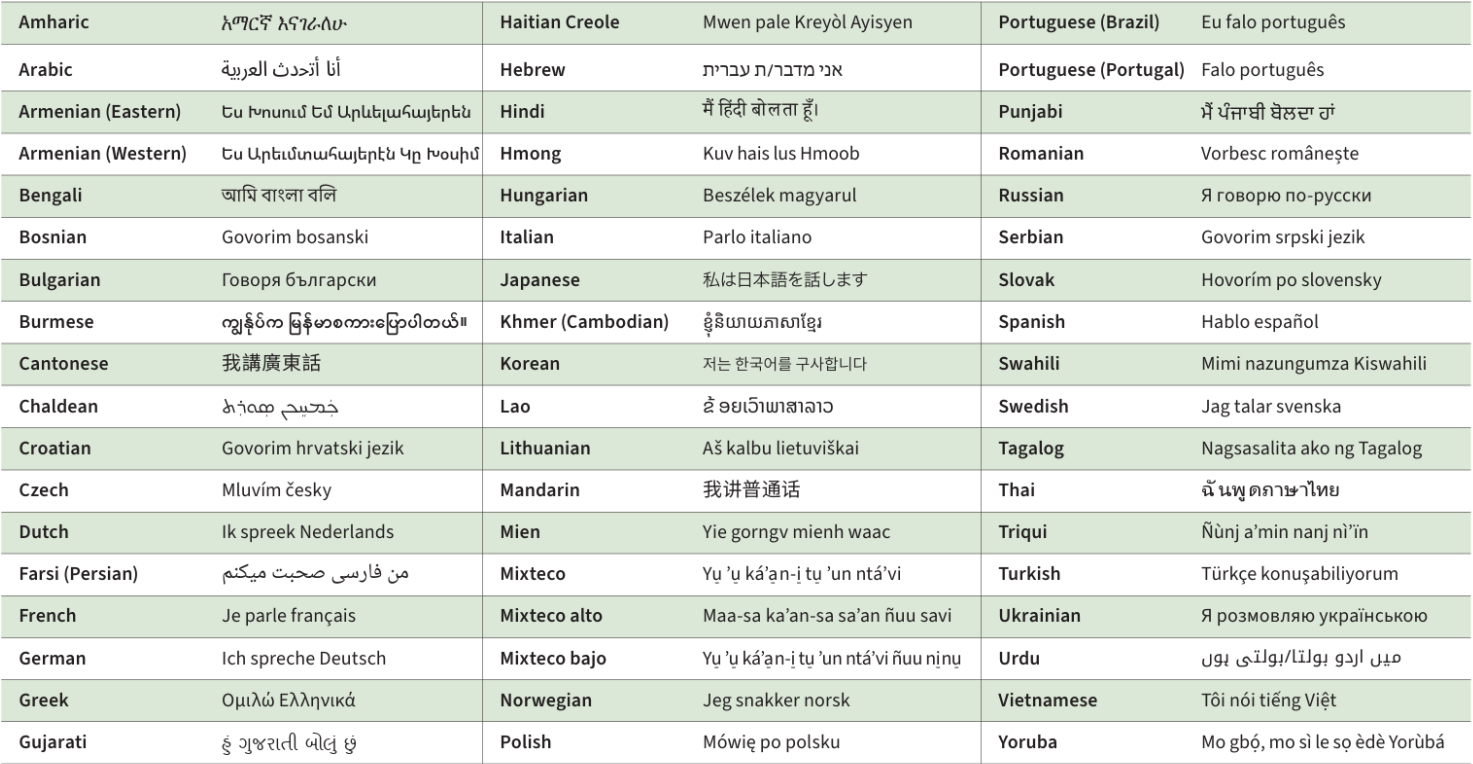 Amharic አማርኛ እናገራለሁ
Arabic أنا أتحدث العربية
Armenian (Eastern) Ես Խոսում Եմ Արևելահայերեն
Armenian (Western) Ես Արեւմտահայերէն Կը Խօսիմ
Bengali আমি বাংলা বলি
Bosnian Govorim bosanski
Bulgarian Говоря български
Burmese ကျွန်ုပ်က မြန်မာစကားပြောပါတယ်။
Cantonese 我講廣東話
Chaldean
Croatian Govorim hrvatski jezik
Czech Mluvím česky
Dutch Ik spreek Nederlands
Farsi (Persian) من فارسی صحبت میکنم
French Je parle français
German Ich spreche Deutsch
Greek Ομιλώ Ελληνικά
Gujarati હું ગુજરાતી બોલું છું
Haitian Creole Mwen pale Kreyòl Ayisyen
Hebrew אני מדבר/ת עברית
Hindi मैं हिंदी बोलता हूँ।
Hmong Kuv hais lus Hmoob
Hungarian Beszélek magyarul
Italian Parlo italiano
Japanese 私は日本語を話します
Khmer (Cambodian) ខ្ញុំនិយាយភាសាខ្មែរ
Korean 저는 한국어를 구사합니다
Lao ຂ້ ອຍເວົ້າພາສາລາວ
Lithuanian Aš kalbu lietuviškai
Mandarin 我讲普通话
Mien Yie gorngv mienh waac
Mixteco Yu̱ ’u̱ ká’a̱n-i̱ tu̱ ’un ntá’vi
Mixteco alto Maa-sa ka’an-sa sa’an ñuu savi
Mixteco bajo Yu̱ ’u̱ ká’a̱n-i̱ tu̱ ’un ntá’vi ñuu ni̱nu̱
Norwegian Jeg snakker norsk
Polish Mówię po polsku
Portuguese (Brazil) Eu falo português
Portuguese (Portugal) Falo português
Punjabi ਮੈਂ ਪੰਜਾਬੀ ਬੋਲਦਾ ਹਾਂ
Romanian Vorbesc românește
Russian Я говорю по-русски
Serbian Govorim srpski jezik
Slovak Hovorím po slovensky
Spanish Hablo español
Swahili Mimi nazungumza Kiswahili
Swedish Jag talar svenska
Tagalog Nagsasalita ako ng Tagalog
Thai ฉั นพู ดภาษาไทย
Triqui Ñùnj a’min nanj nì’ïn
Turkish Türkçe konuşabiliyorum
Ukrainian Я розмовляю українською
Urdu میں اردو بولتا/بولتی ہوں
Vietnamese Tôi nói tiếng Việt
Yoruba Mo gbọ́, mo sì le sọ èdè Yorùbá